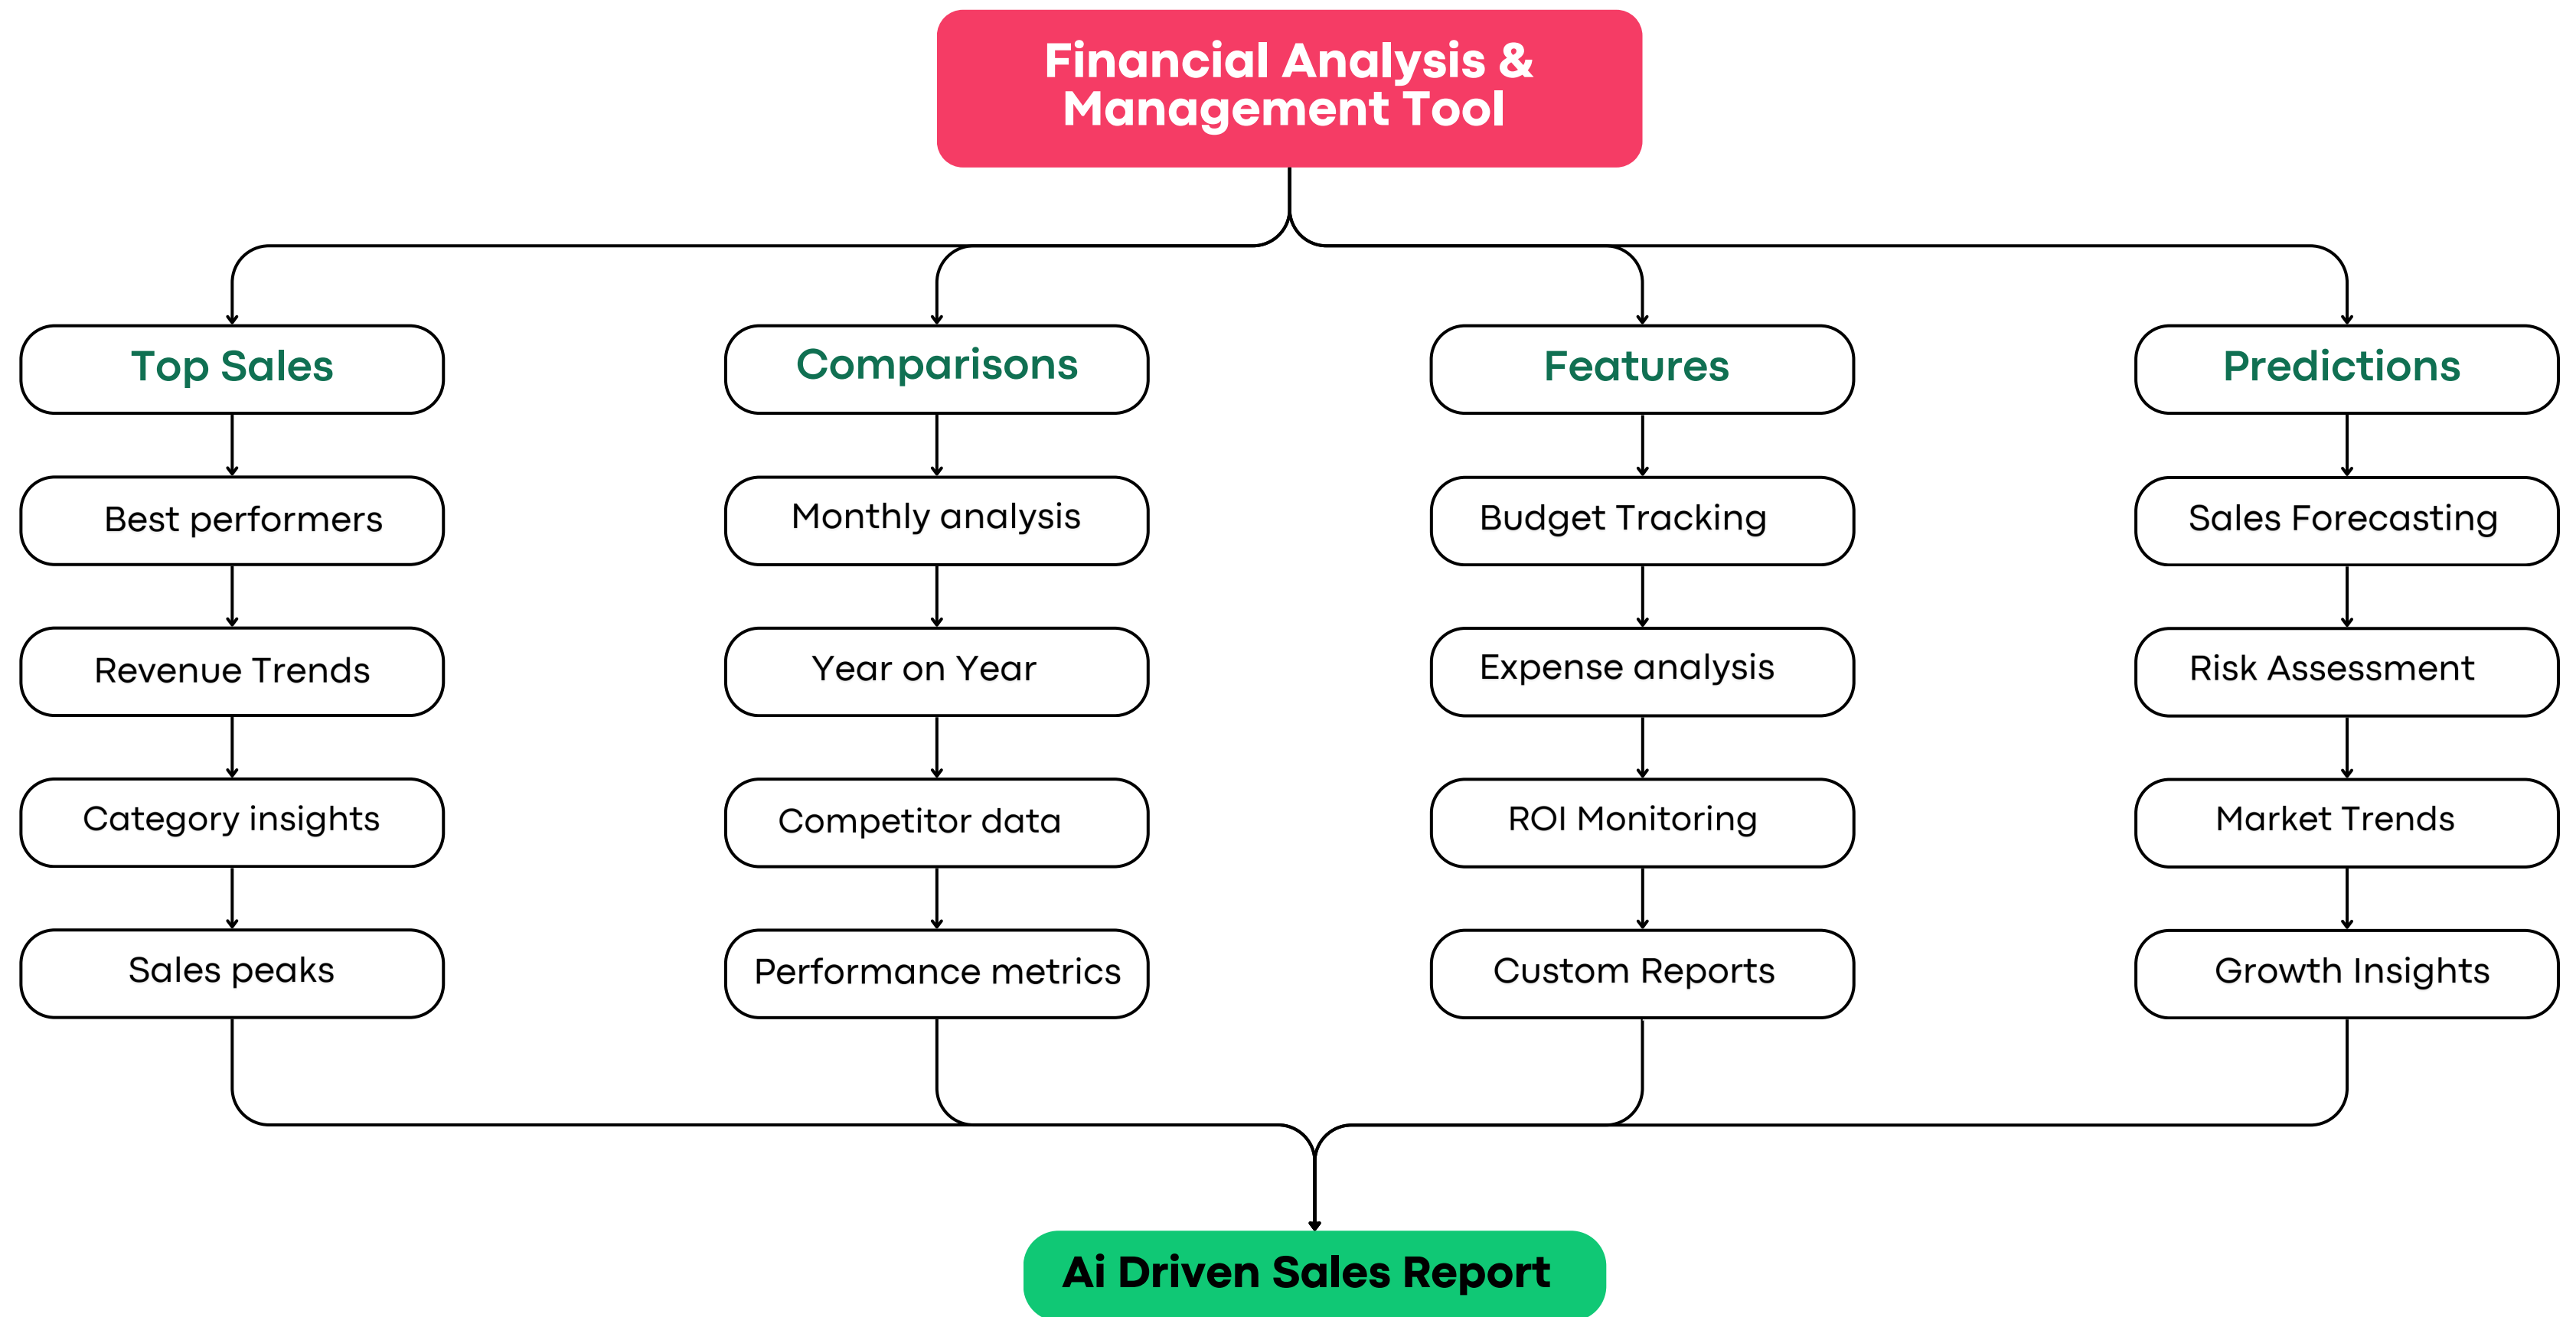 Financial Analysis &
Management Tool
Top Sales
Comparisons
Features
Predictions
Best performers
Monthly analysis
Budget Tracking
Sales Forecasting
Revenue Trends
Year on Year
Expense analysis
Risk Assessment
Category insights
Competitor data
ROI Monitoring
Market Trends
Sales peaks
Performance metrics
Custom Reports
Growth Insights
Ai Driven Sales Report